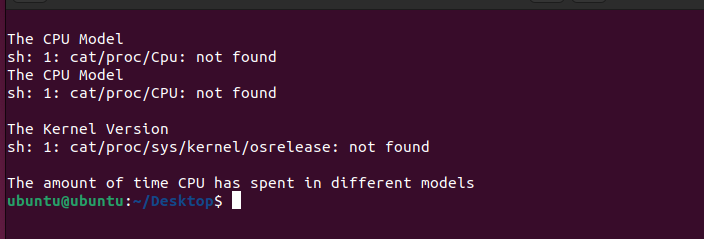 The CPU Model
sh: 1: cat/proc/Cpu: not found
The CPU Model
sh: 1: cat/proc/CPU: not found
The Kernel Version
sh: 1: cat/proc/sys/kernel/osrelease: not found
The amount of time CPU has spent in different models
ubuntu@ubuntu:~/Desktop$